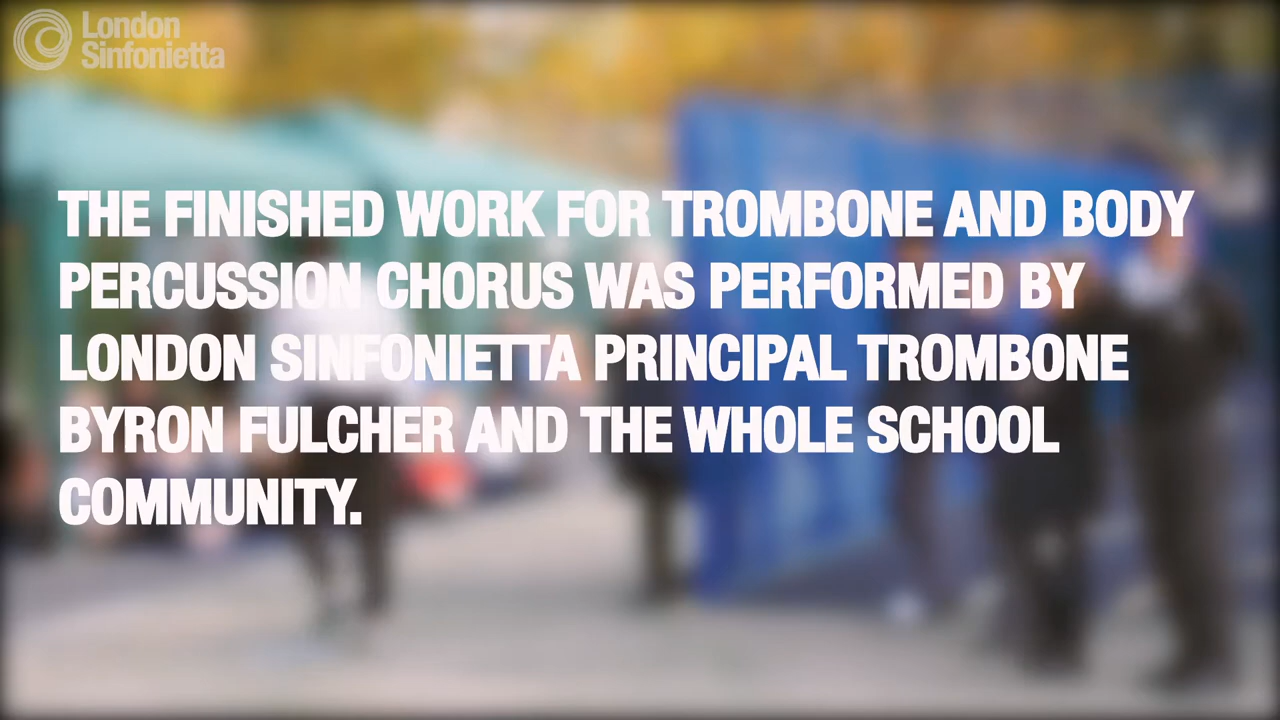 London
Sinfonietta
THE FINISHED WORK FOR TROMBONE AND BODY
PERCUSSION CHORUS WAS PERFORMED BY
LONDON SINFONIETTA PRINCIPAL TROMBONE
BYRON FULCHER AND THE WHOLE SCHOOL
COMMUNITY.